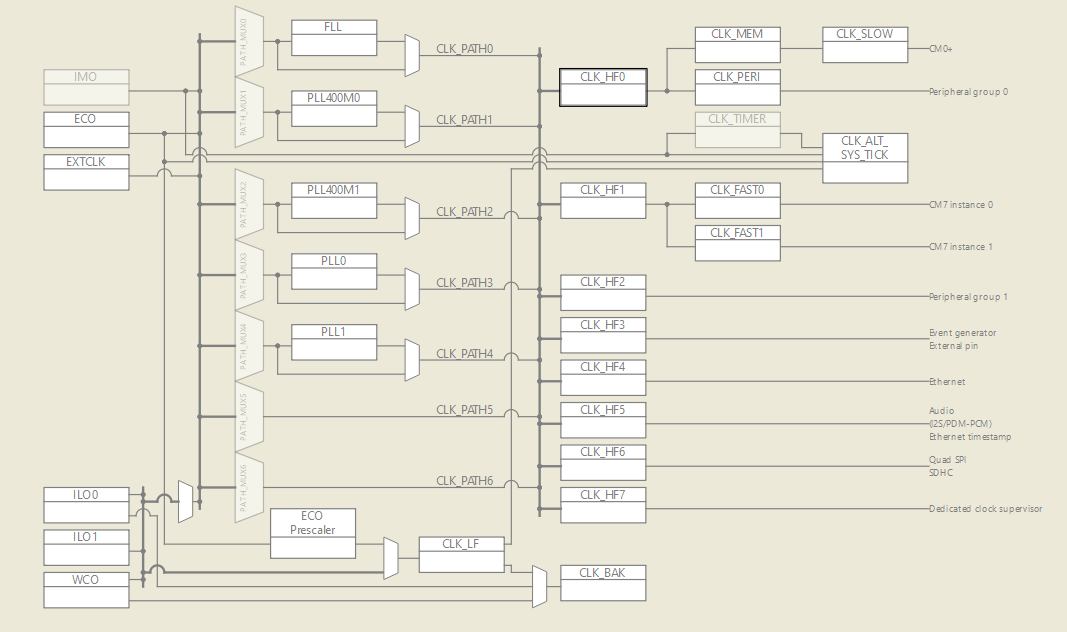 PATH_MUX0
FLL
CLK_PATH0
CLK_MEM
CLK_SLOW
CM0+
IMO
CLK_HF0
CLK_PERI
Peripheral group 0
PATH_MUX1
PLL400M0
CLK_PATH1
ECO
CLK_TIMER
CLK_ALT_
SYS_TICK
EXTCLK
PATH_MUX2
PLL400M1
CLK_PATH2
CLK_HF1
CLK_FAST0
CM7 instance 0
CLK_FAST1
CM7 instance 1
PATH_MUX3
PLL0
CLK_PATH3
CLK_HF2
Peripheral group 1
PATH_MUX4
PLL1
CLK_PATH4
CLK_HF3
Event generator
External pin
CLK_HF4
Ethernet
PATH_MUX5
CLK_PATH5
CLK_HF5
Audio
(I2S/PDM-PCM)
Ethernet timestamp
PATH_MUX6
CLK_PATH6
CLK_HF6
Quad SPI
SDHC
ILO0
CLK_HF7
Dedicated clock supervisor
ECO
Prescaler
ILO1
CLK_LF
WCO
CLK_BAK